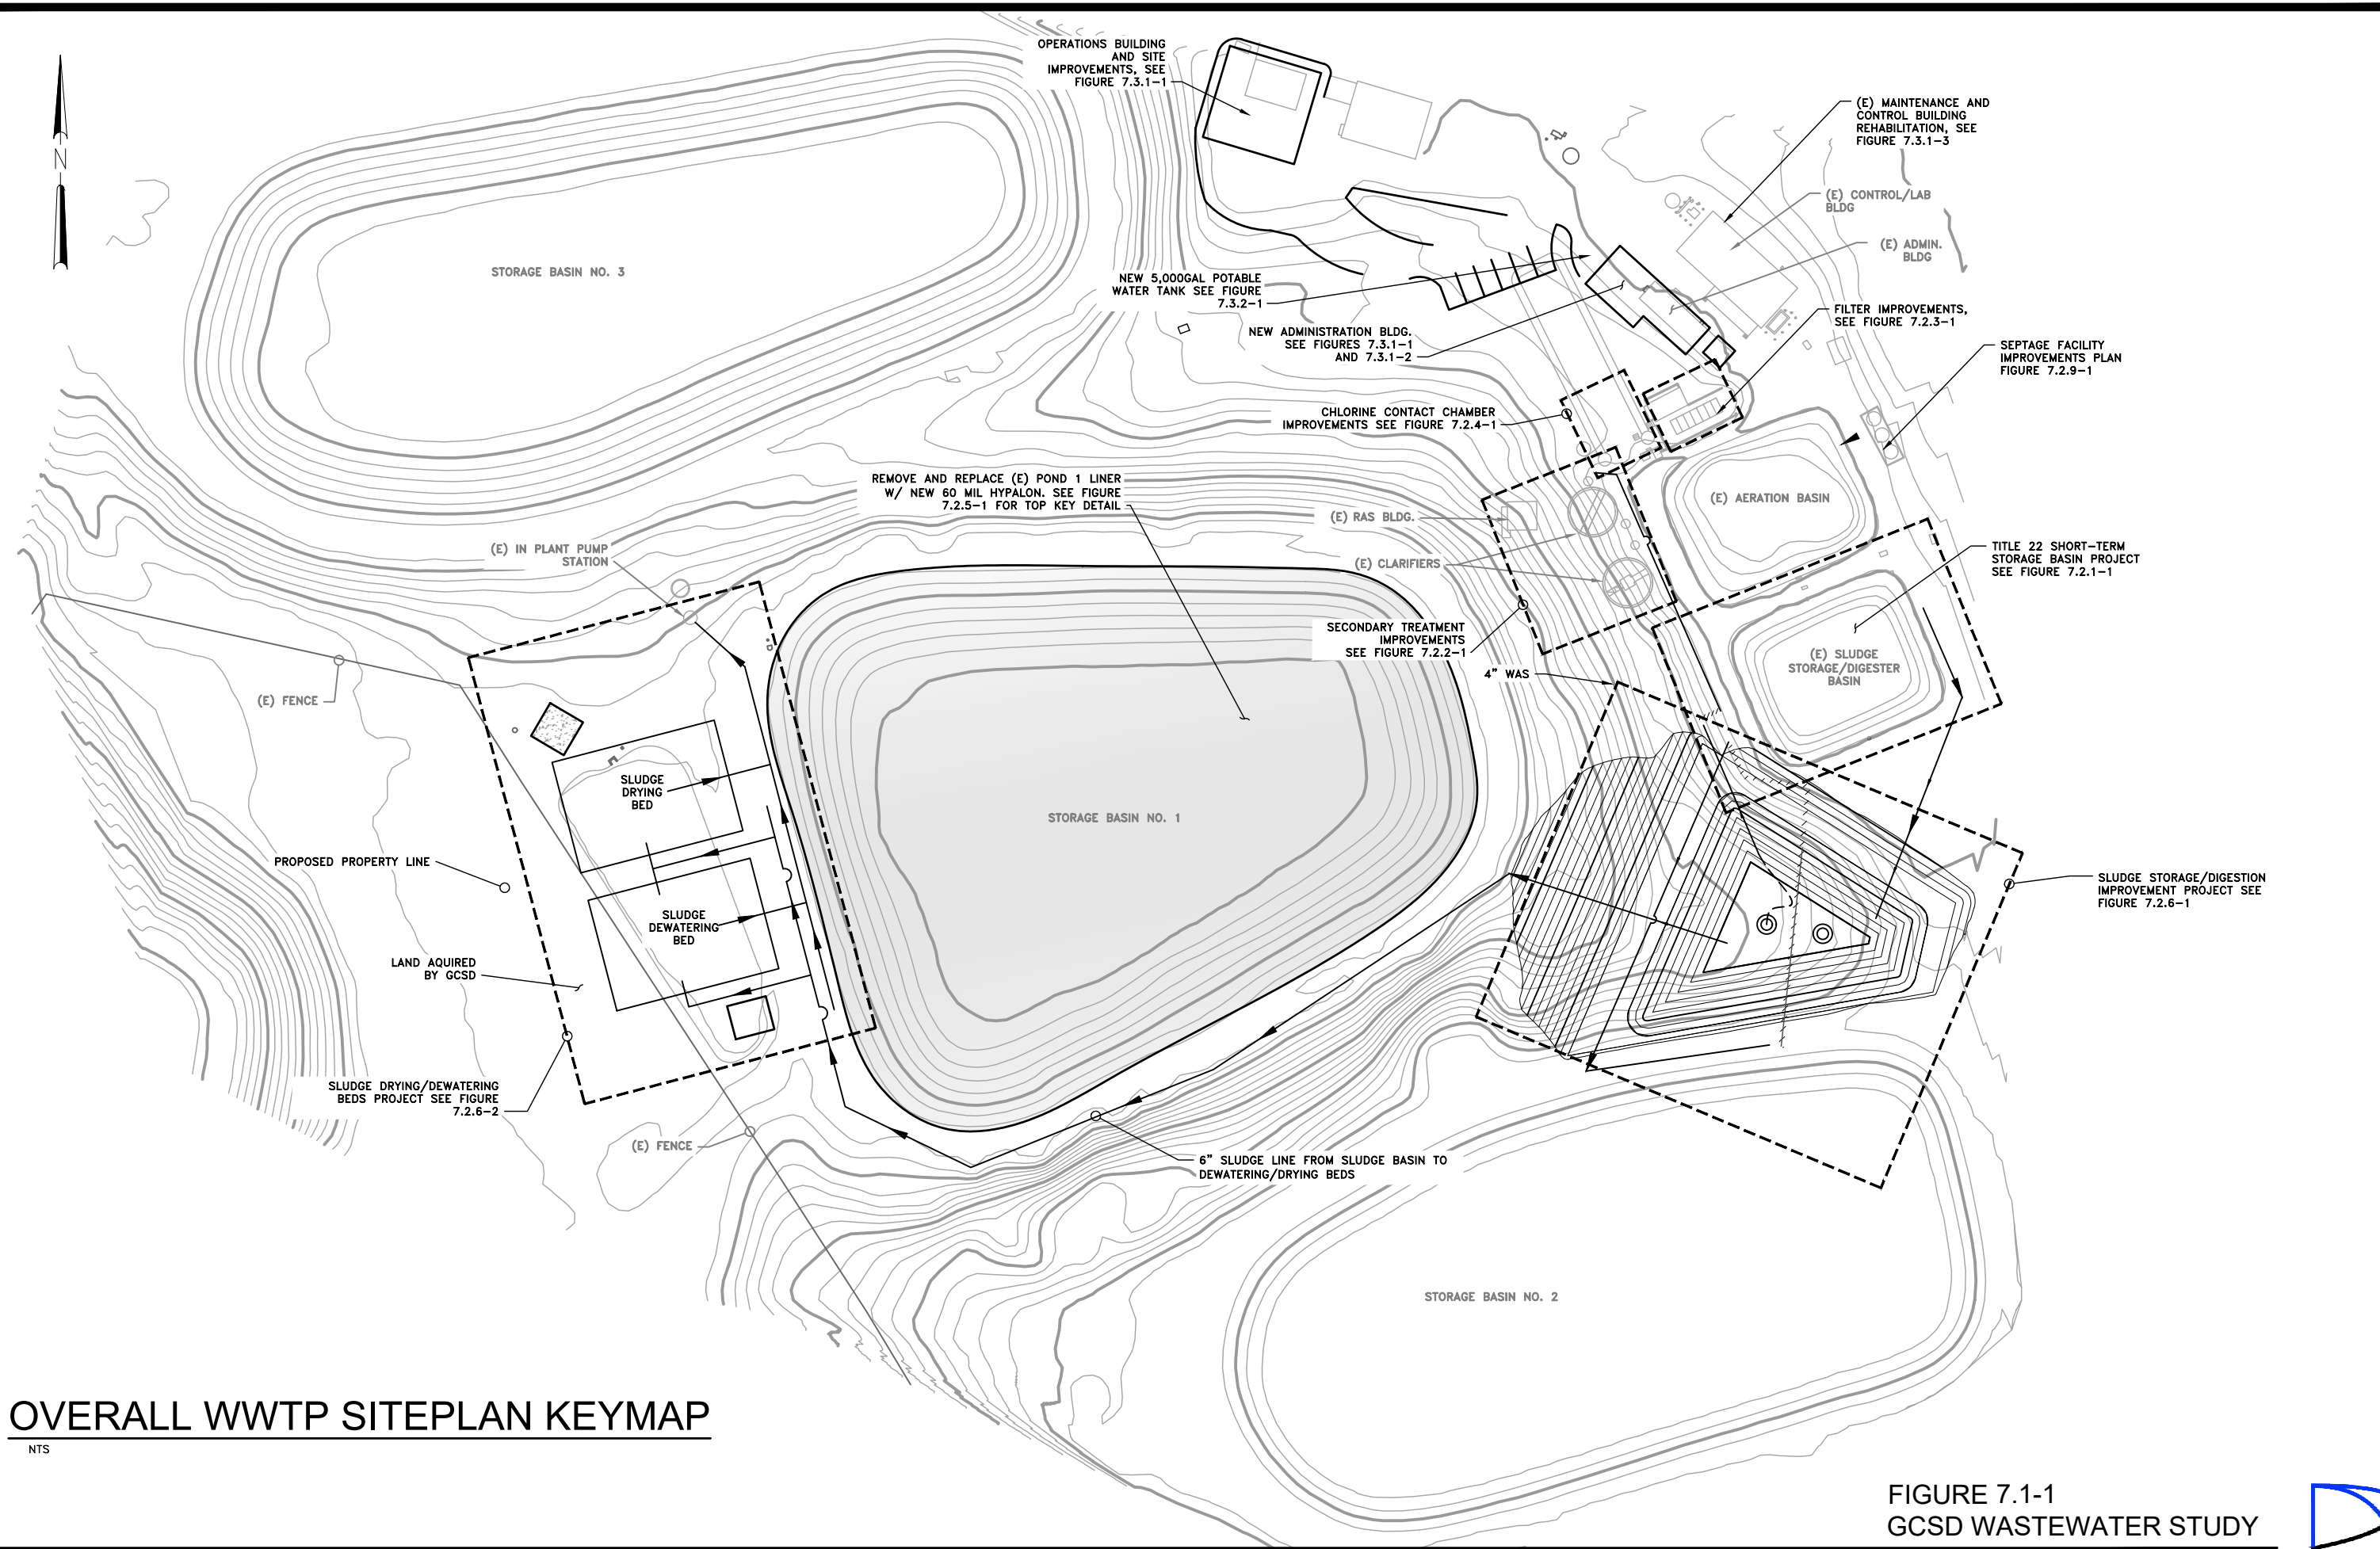 OPERATIONS BUILDING
AND SITE
IMPROVEMENTS, SEE
FIGURE 7.3.1-1
(E) MAINTENANCE AND
CONTROL BUILDING
REHABILITATION, SEE
FIGURE 7.3.1-3
N
(E) CONTROL/LAB
BLDG
(E) ADMIN.
BLDG
STORAGE BASIN NO. 3
NEW 5,000GAL POTABLE
WATER TANK SEE FIGURE
7.3.2-1
FILTER IMPROVEMENTS,
SEE FIGURE 7.2.3-1
NEW ADMINISTRATION BLDG.
SEE FIGURES 7.3.1-1
AND 7.3.1-2
SEPTAGE FACILITY
IMPROVEMENTS PLAN
FIGURE 7.2.9-1
CHLORINE CONTACT CHAMBER
IMPROVEMENTS SEE FIGURE 7.2.4-1
REMOVE AND REPLACE (E) POND 1 LINER
W/ NEW 60 MIL HYPALON. SEE FIGURE
7.2.5-1 FOR TOP KEY DETAIL
(E) AERATION BASIN
(E) RAS BLDG.
(E) IN PLANT PUMP
STATION
(E) CLARIFIERS
TITLE 22 SHORT-TERM
STORAGE BASIN PROJECT
SEE FIGURE 7.2.1-1
SECONDARY TREATMENT
IMPROVEMENTS
SEE FIGURE 7.2.2-1
(E) SLUDGE
STORAGE/DIGESTER
BASIN
4" WAS
(E) FENCE
SLUDGE
DRYING
BED
STORAGE BASIN NO. 1
PROPOSED PROPERTY LINE
SLUDGE STORAGE/DIGESTION
IMPROVEMENT PROJECT SEE
FIGURE 7.2.6-1
SLUDGE
DEWATERING
BED
LAND AQUIRED
BY GCSD
SLUDGE DRYING/DEWATERING
BEDS PROJECT SEE FIGURE
7.2.6-2
(E) FENCE
6" SLUDGE LINE FROM SLUDGE BASIN TO
DEWATERING/DRYING BEDS
STORAGE BASIN NO. 2
OVERALL WWTP SITEPLAN KEYMAP
NTS
FIGURE 7.1-1
GCSD WASTEWATER STUDY